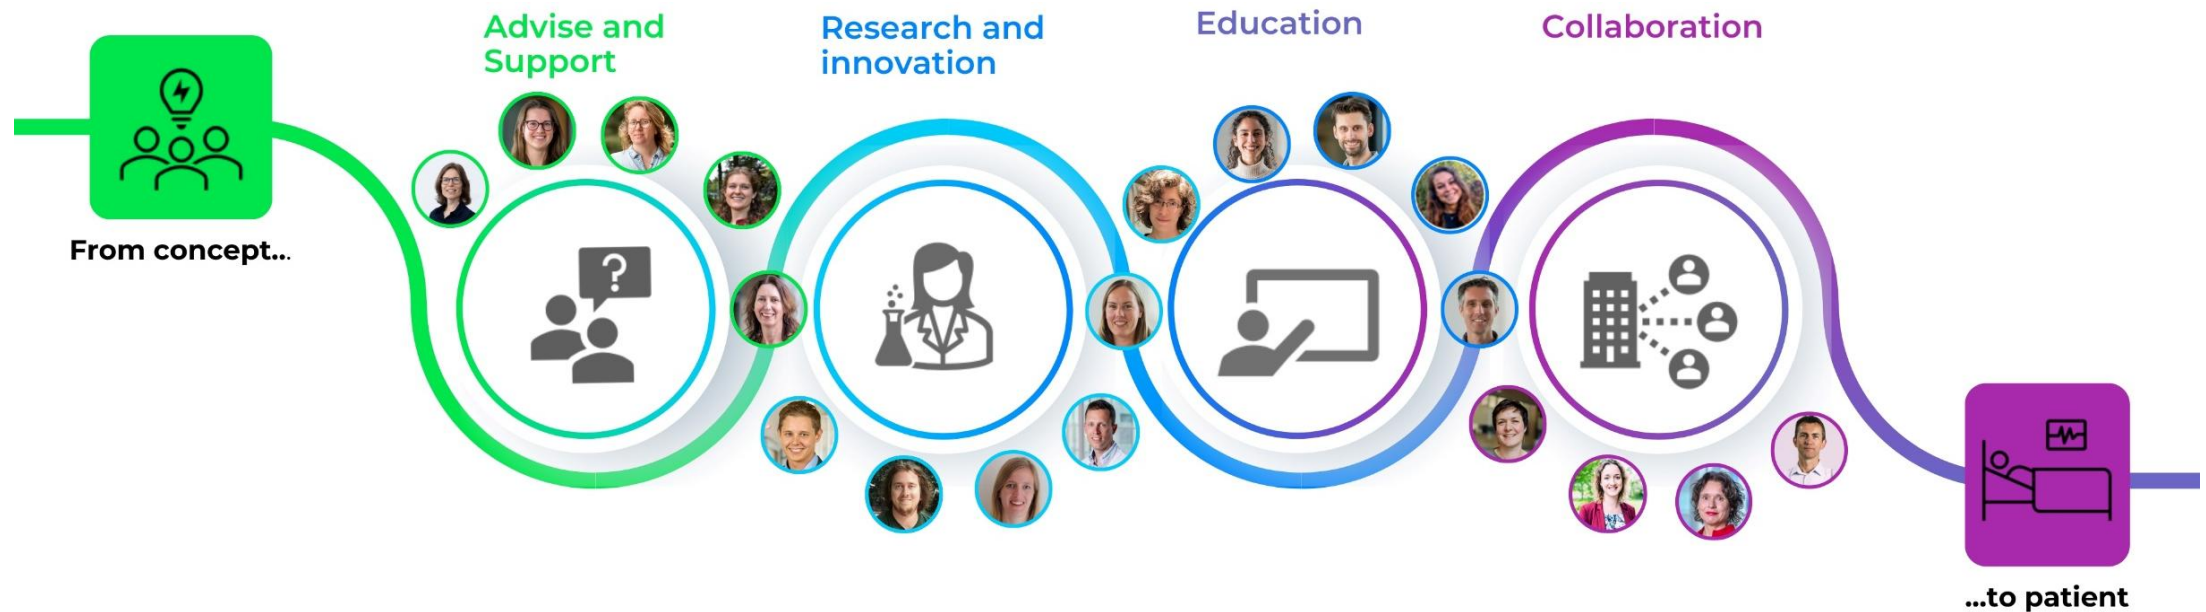 Advise and
Support
Research and
innovation
Education
Collaboration
From concept...
?
...to patient